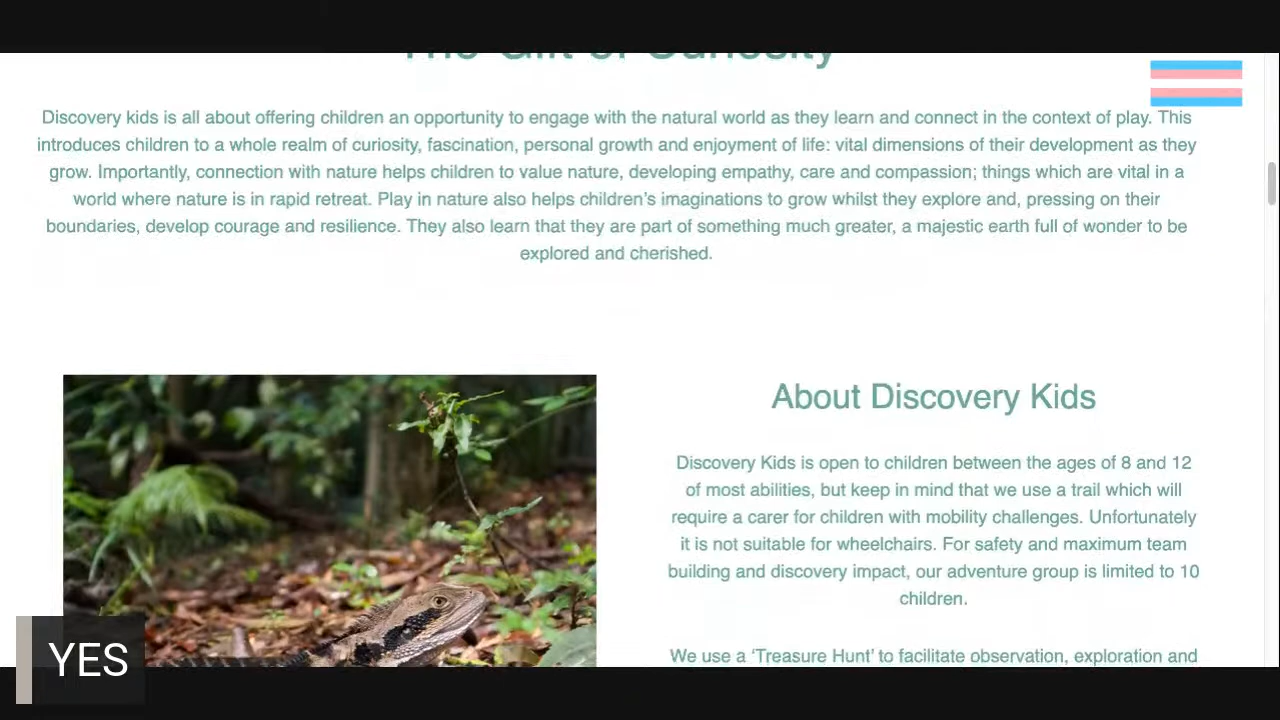 The Gift of Curiosity
Discovery kids is all about offering children an opportunity to engage with the natural world as they learn and connect in the context of play. This
introduces children to a whole realm of curiosity, fascination, personal growth and enjoyment of life: vital dimensions of their development as they
grow. Importantly, connection with nature helps children to value nature, developing empathy, care and compassion; things which are vital in a
world where nature is in rapid retreat. Play in nature also helps children’s imaginations to grow whilst they explore and, pressing on their
boundaries, develop courage and resilience. They also learn that they are part of something much greater, a majestic earth full of wonder to be
explored and cherished.
About Discovery Kids
Discovery Kids is open to children between the ages of 8 and 12
of most abilities, but keep in mind that we use a trail which will
require a carer for children with mobility challenges. Unfortunately
it is not suitable for wheelchairs. For safety and maximum team
building and discovery impact, our adventure group is limited to 10
children.
We use a ‘Treasure Hunt’ to facilitate observation, exploration and
YES